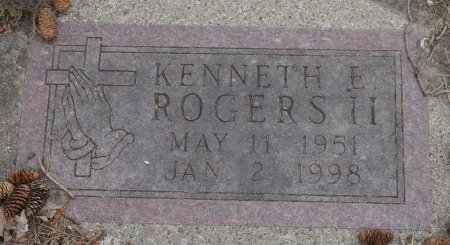 KENNETH E
ROGERS II
MAY 11 1951
JAN 2 1998